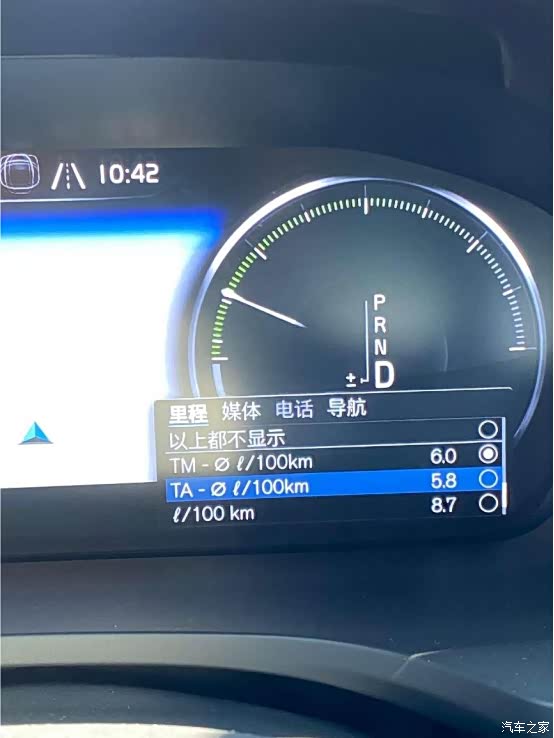 10:42
P
R
N
± D
里程 媒体 电话 导航
以上都不显示
TM - Ø ℓ/100km 6.0
TA - Ø ℓ/100km 5.8
ℓ/100 km 8.7
汽车之家